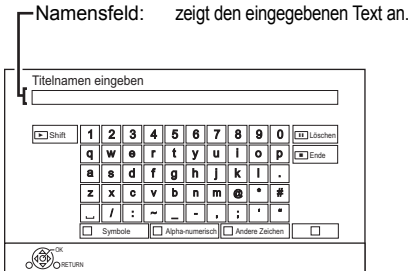 Namensfeld: zeigt den eingegebenen Text an.
Titelnamen eingeben
Shift 1 2 3 4 5 6 7 8 9 0 Löschen
q w e r t y u i o p Ende
a s d f g h j k l .
z x c v b n m @ * #
/ : ~ _ - , ; ' "
Symbole Alpha-numerisch Andere Zeichen
OK
RETURN